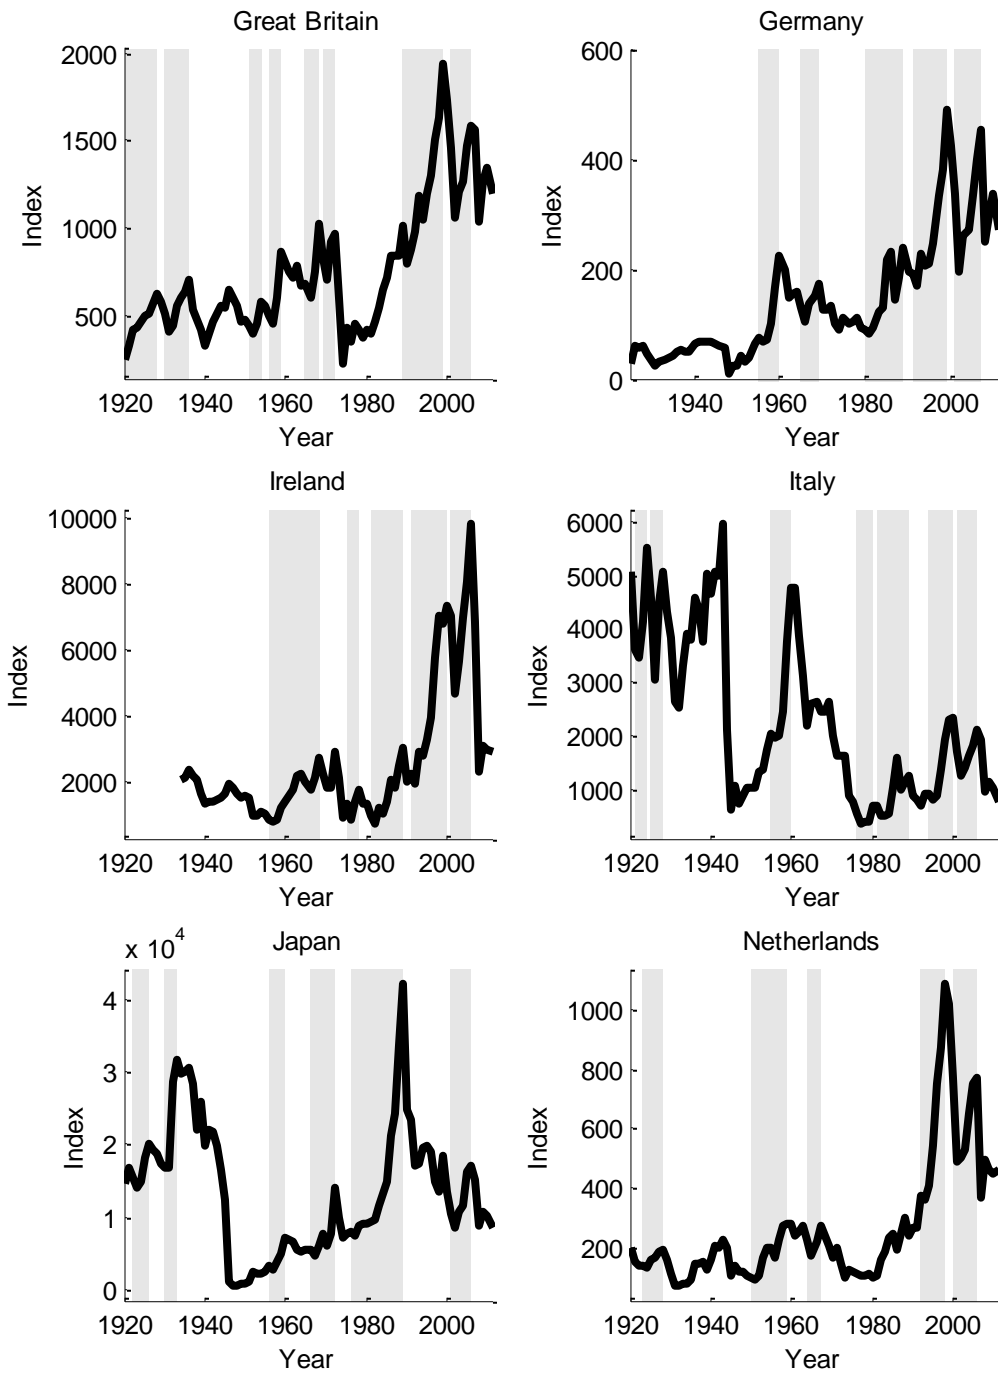 Great Britain
2000
1500
1000
500
Index
1920 1940 1960 1980 2000
Year
Germany
600
400
200
0
Index
1940 1960 1980 2000
Year
Ireland
10000
8000
6000
4000
2000
Index
1920 1940 1960 1980 2000
Year
Italy
6000
5000
4000
3000
2000
1000
Index
1920 1940 1960 1980 2000
Year
x 10^4
Japan
4
3
2
1
0
Index
1920 1940 1960 1980 2000
Year
Netherlands
1000
800
600
400
200
Index
1920 1940 1960 1980 2000
Year